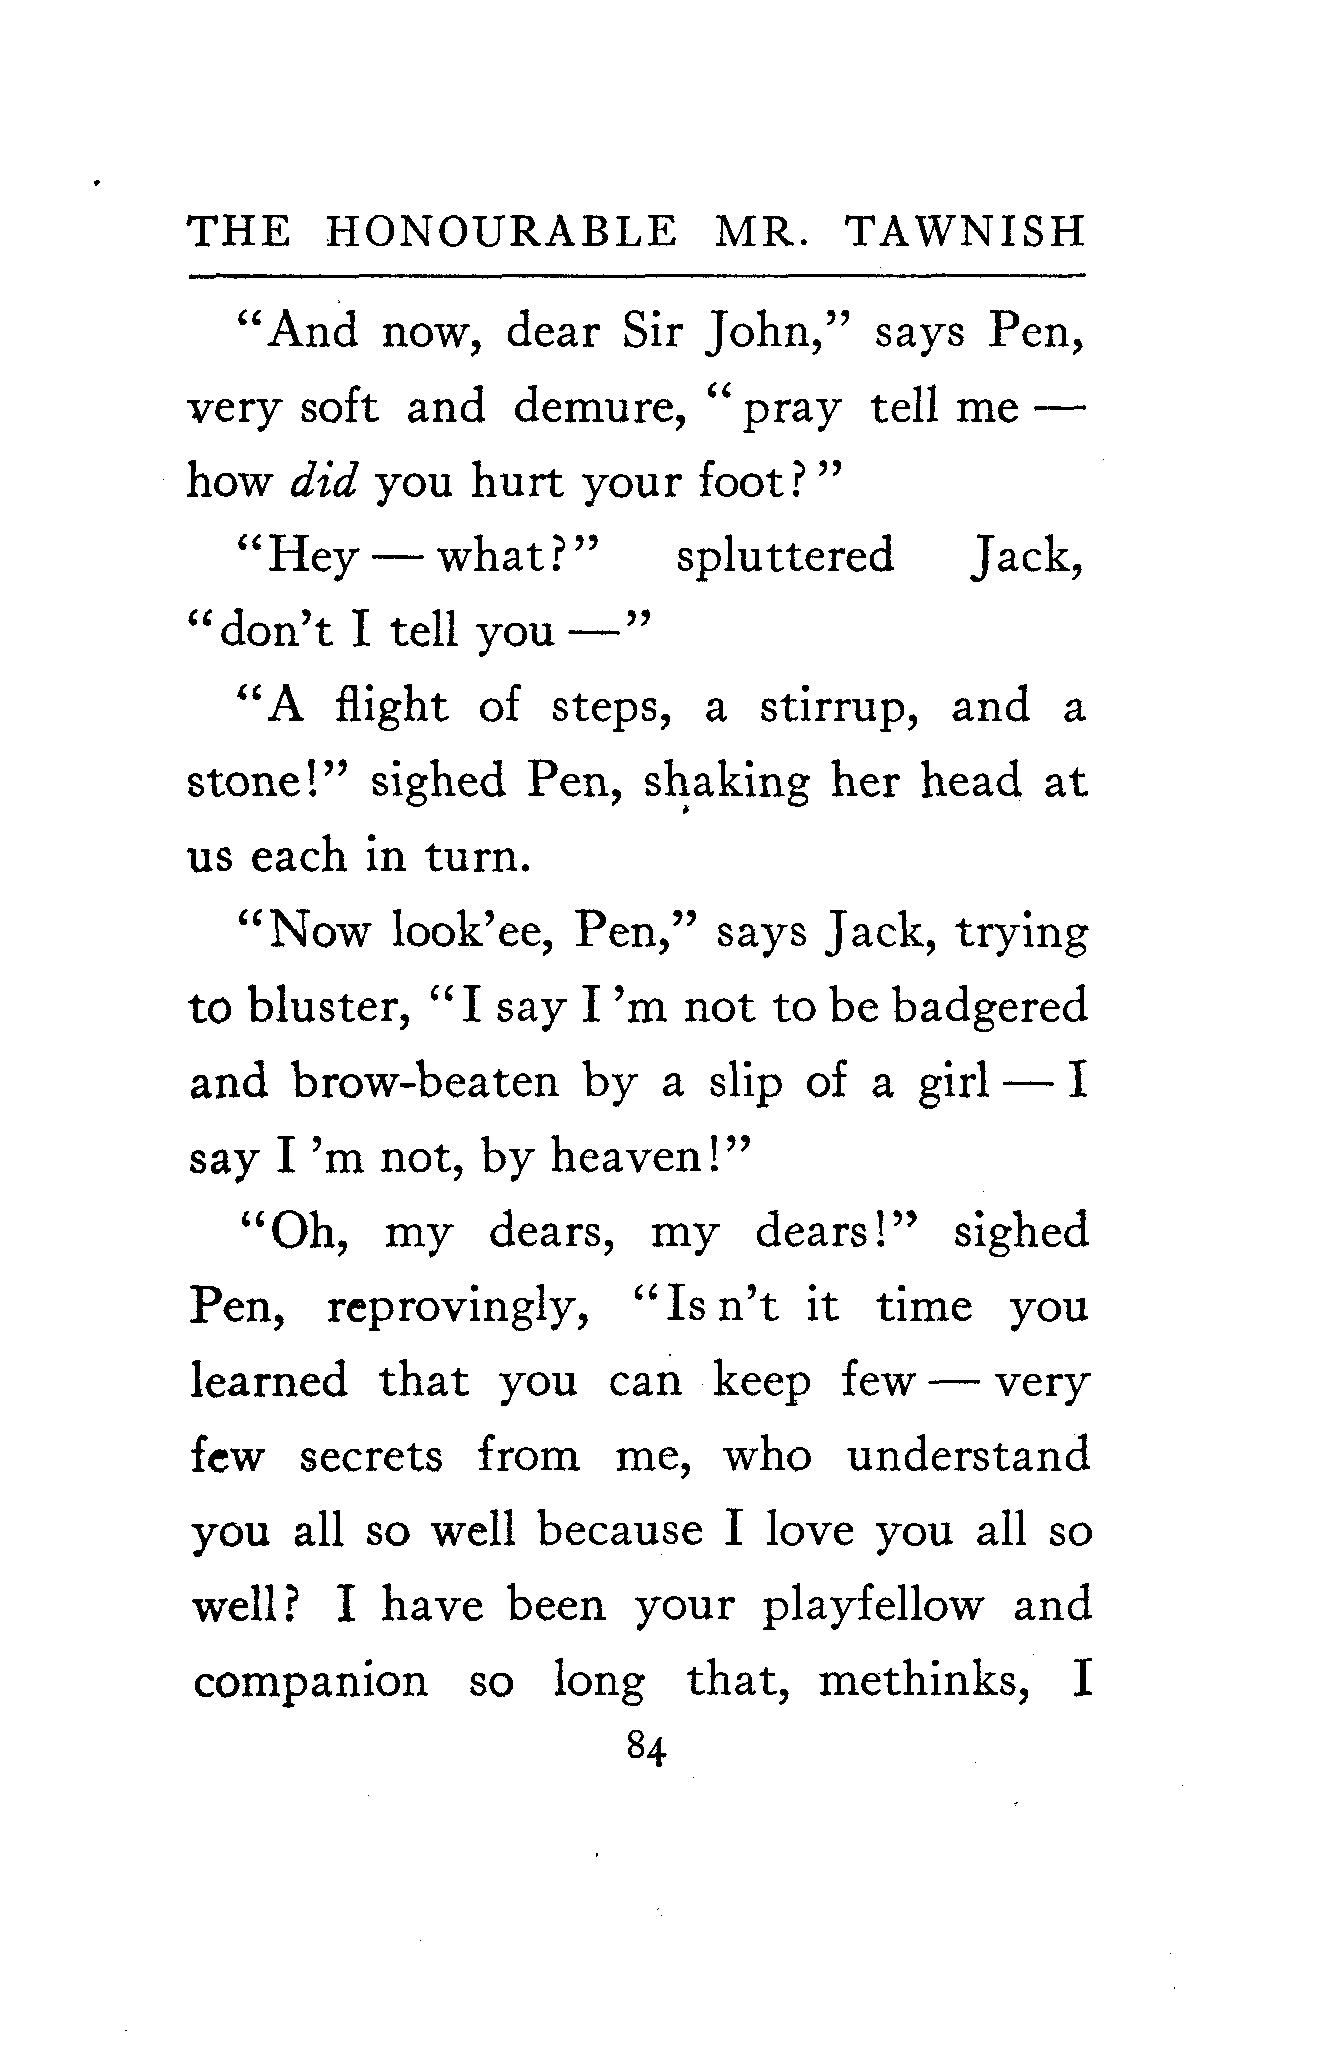 THE HONOURABLE MR. TAWNISH
“And now, dear Sir John,” says Pen,
very soft and demure, “pray tell me —
how did you hurt your foot?”
“Hey — what?” spluttered Jack,
“don’t I tell you —”
“A flight of steps, a stirrup, and a
stone!” sighed Pen, shaking her head at
us each in turn.
“Now look’ee, Pen,” says Jack, trying
to bluster, “I say I ’m not to be badgered
and brow-beaten by a slip of a girl — I
say I ’m not, by heaven!”
“Oh, my dears, my dears!” sighed
Pen, reprovingly, “Is n’t it time you
learned that you can keep few — very
few secrets from me, who understand
you all so well because I love you all so
well? I have been your playfellow and
companion so long that, methinks, I
84